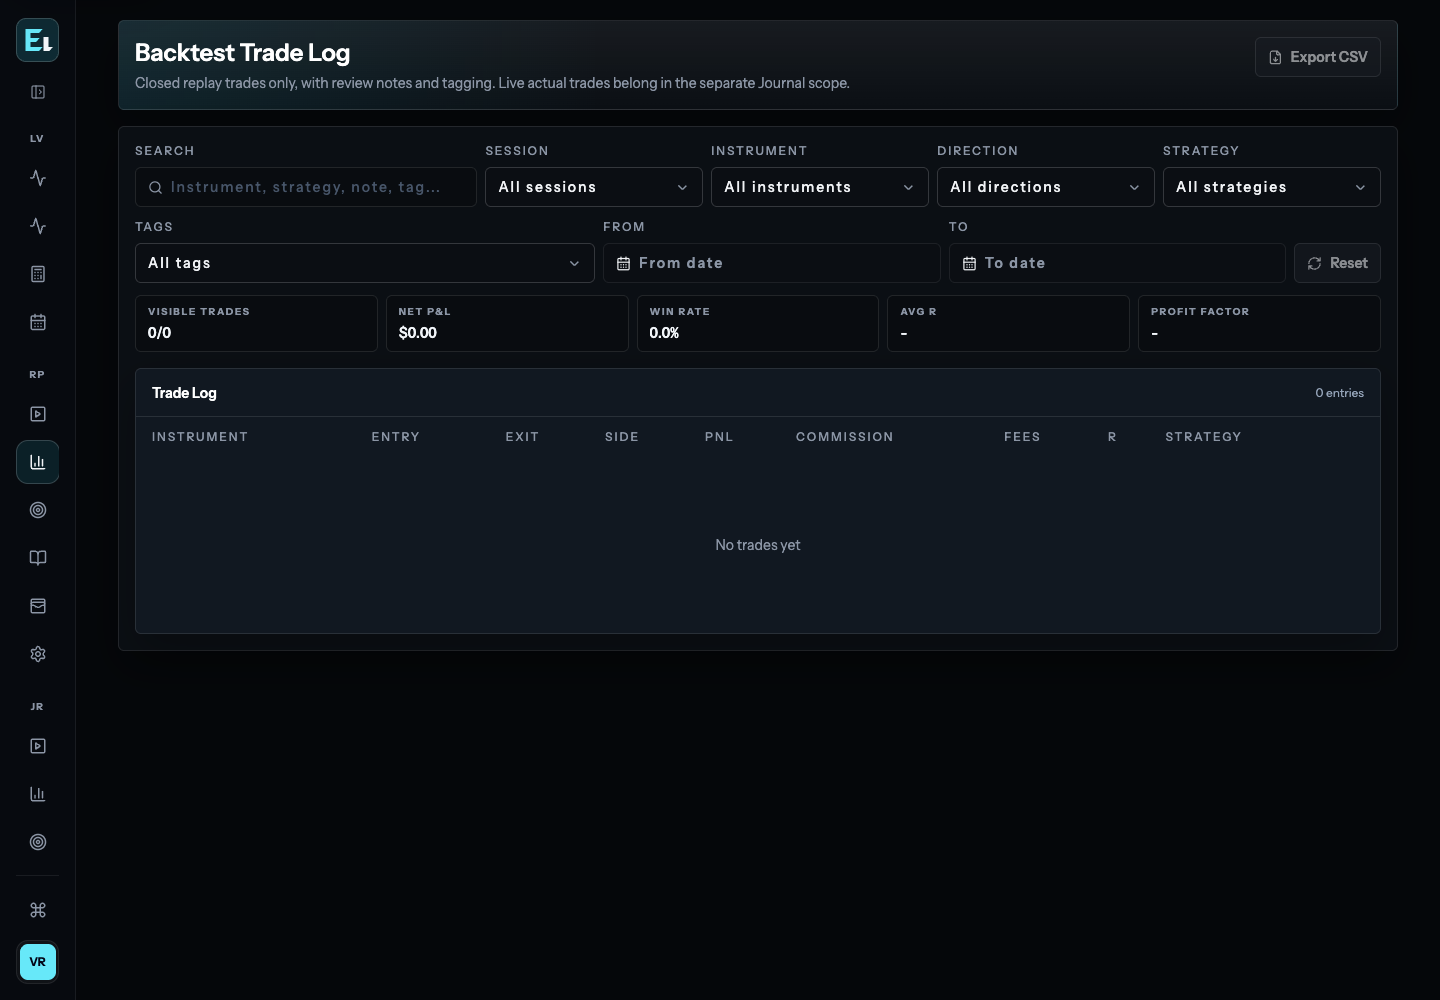 EL
Backtest Trade Log
Closed replay trades only, with review notes and tagging. Live actual trades belong in the separate Journal scope.
Export CSV
LV
RP
JR
VR
SEARCH
SESSION
INSTRUMENT
DIRECTION
STRATEGY
Instrument, strategy, note, tag...
All sessions
All instruments
All directions
All strategies
TAGS
FROM
TO
All tags
From date
To date
Reset
VISIBLE TRADES
0/0
NET P&L
$0.00
WIN RATE
0.0%
AVG R
-
PROFIT FACTOR
-
Trade Log
0 entries
INSTRUMENT
ENTRY
EXIT
SIDE
PNL
COMMISSION
FEES
R
STRATEGY
No trades yet